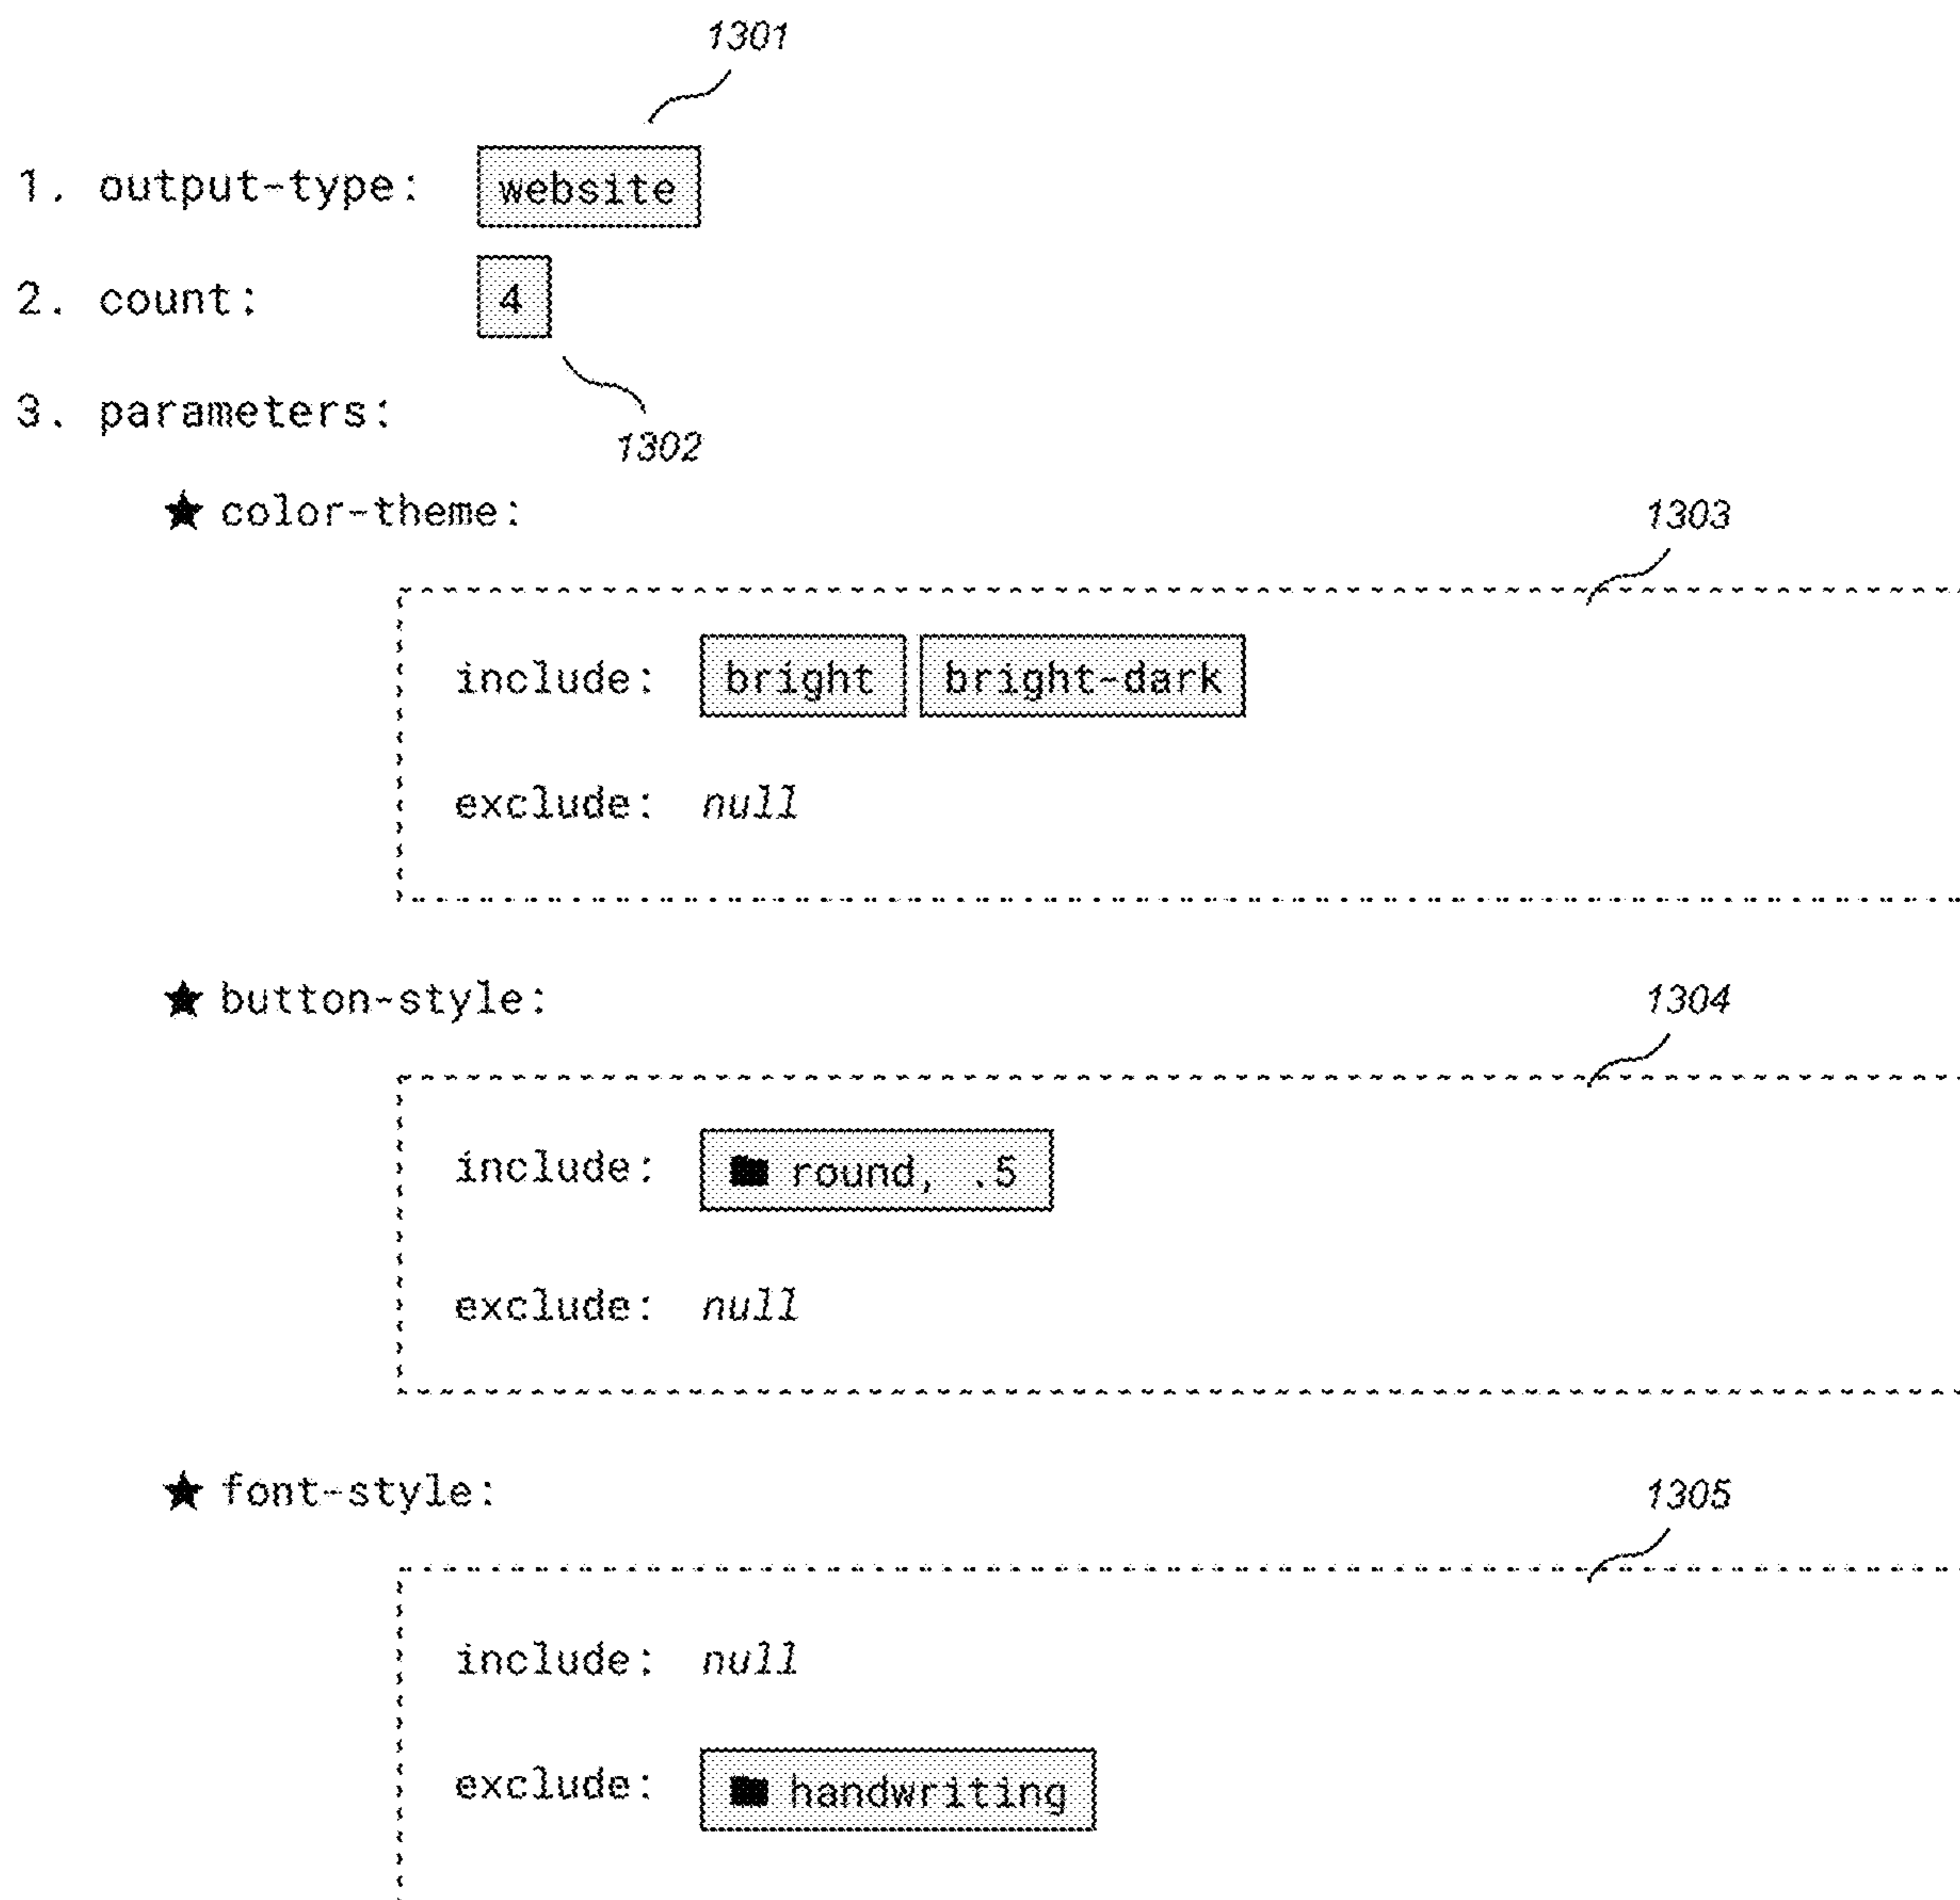 1301
1. output-type: website
2. count: 4
3. parameters:
1302
★ color-theme:
1303
include: bright bright-dark
exclude: null
★ button-style:
1304
include: round, .5
exclude: null
★ font-style:
1305
include: null
exclude: handwriting